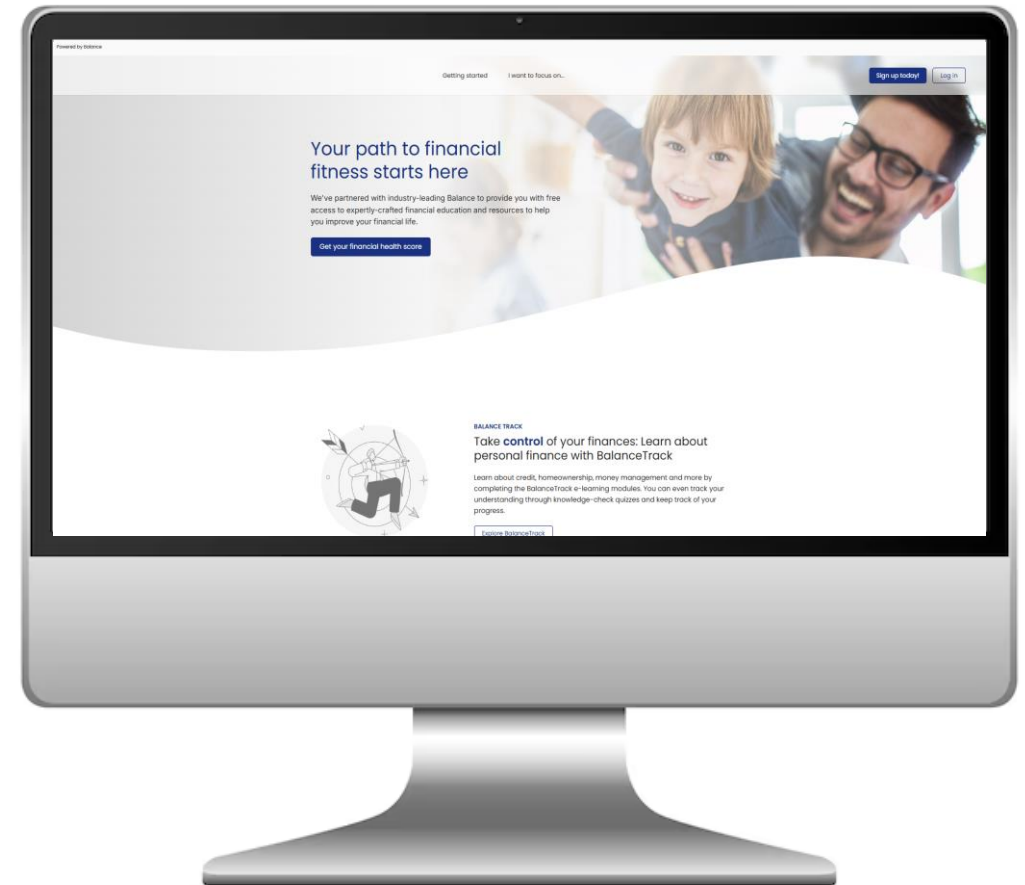 Powered by Balance
Getting started
I want to focus on...
Sign up today!
Log in
Your path to financial
fitness starts here
We've partnered with industry-leading Balance to provide you with free
access to expertly-crafted financial education and resources to help
you improve your financial life.
Get your financial health score
BALANCE TRACK
Take control of your finances: Learn about
personal finance with BalanceTrack
Learn about credit, homeownership, money management and more by
completing the BalanceTrack e-learning modules. You can even track your
understanding through knowledge-check quizzes and keep track of your
progress.
Explore BalanceTrack